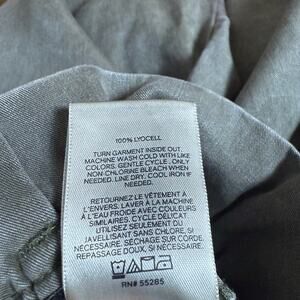 100% LYOCELL
TURN GARMENT INSIDE OUT.
MACHINE WASH COLD WITH LIKE
COLORS. GENTLE CYCLE. ONLY
NON-CHLORINE BLEACH WHEN
NEEDED. LINE DRY. COOL IRON IF
NEEDED.
RETOURNEZ LE VÊTEMENT À
L'ENVERS. LAVER À LA MACHINE
À L'EAU FROIDE AVEC COULEURS
SIMILAIRES. CYCLE DÉLICAT.
UTILISEZ SEULEMENT DU
JAVELLISANT SANS CHLORE, SI
NÉCESSAIRE. SÉCHAGE SUR CORDE.
REPASSAGE DOUX, SI NÉCESSAIRE.
RN# 55285